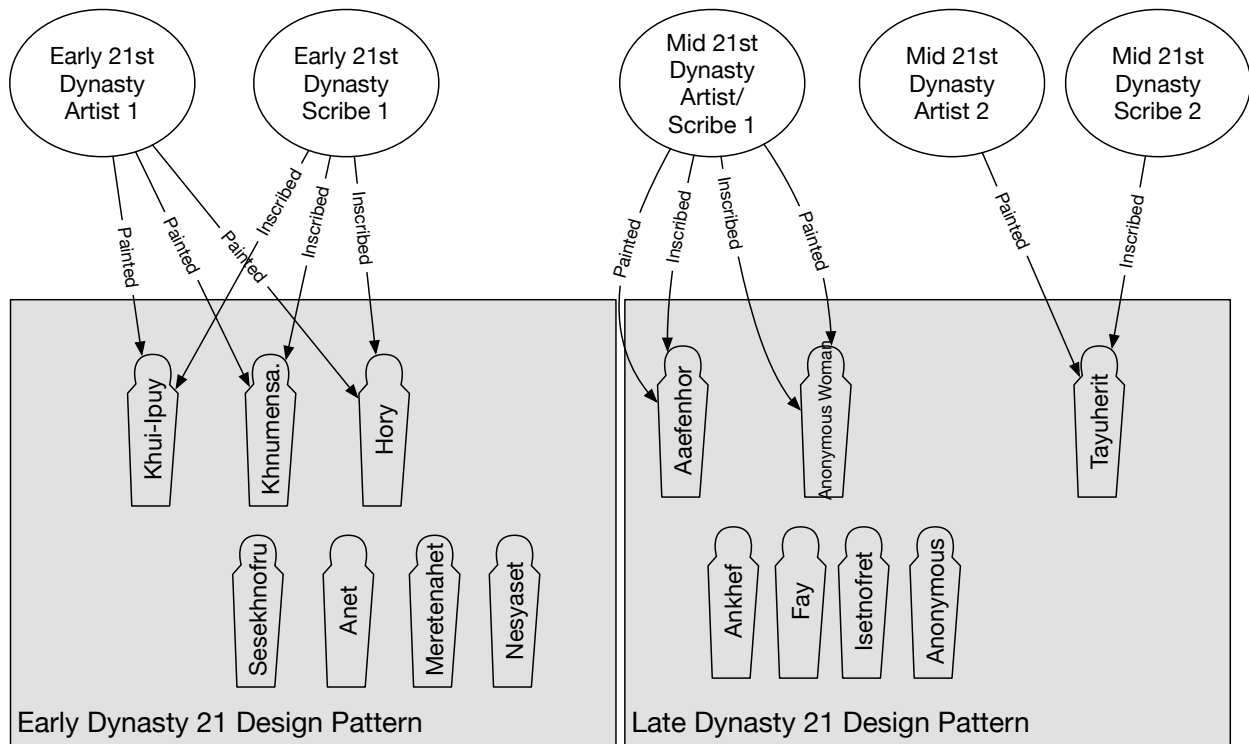 Early 21st
Dynasty
Artist 1
Early 21st
Dynasty
Scribe 1
Mid 21st
Dynasty
Artist/
Scribe 1
Mid 21st
Dynasty
Artist 2
Mid 21st
Dynasty
Scribe 2
Painted
Painted
Painted
Inscribed
Inscribed
Inscribed
Painted
Inscribed
Inscribed
Painted
Painted
Inscribed
Khui-Ipuy
Khnumensa.
Hory
Aaefenhor
Anonymous Woman
Tayuherit
Sesekhnofru
Anet
Meretenahet
Nesyaset
Ankhef
Fay
Isetnofret
Anonymous
Early Dynasty 21 Design Pattern
Late Dynasty 21 Design Pattern